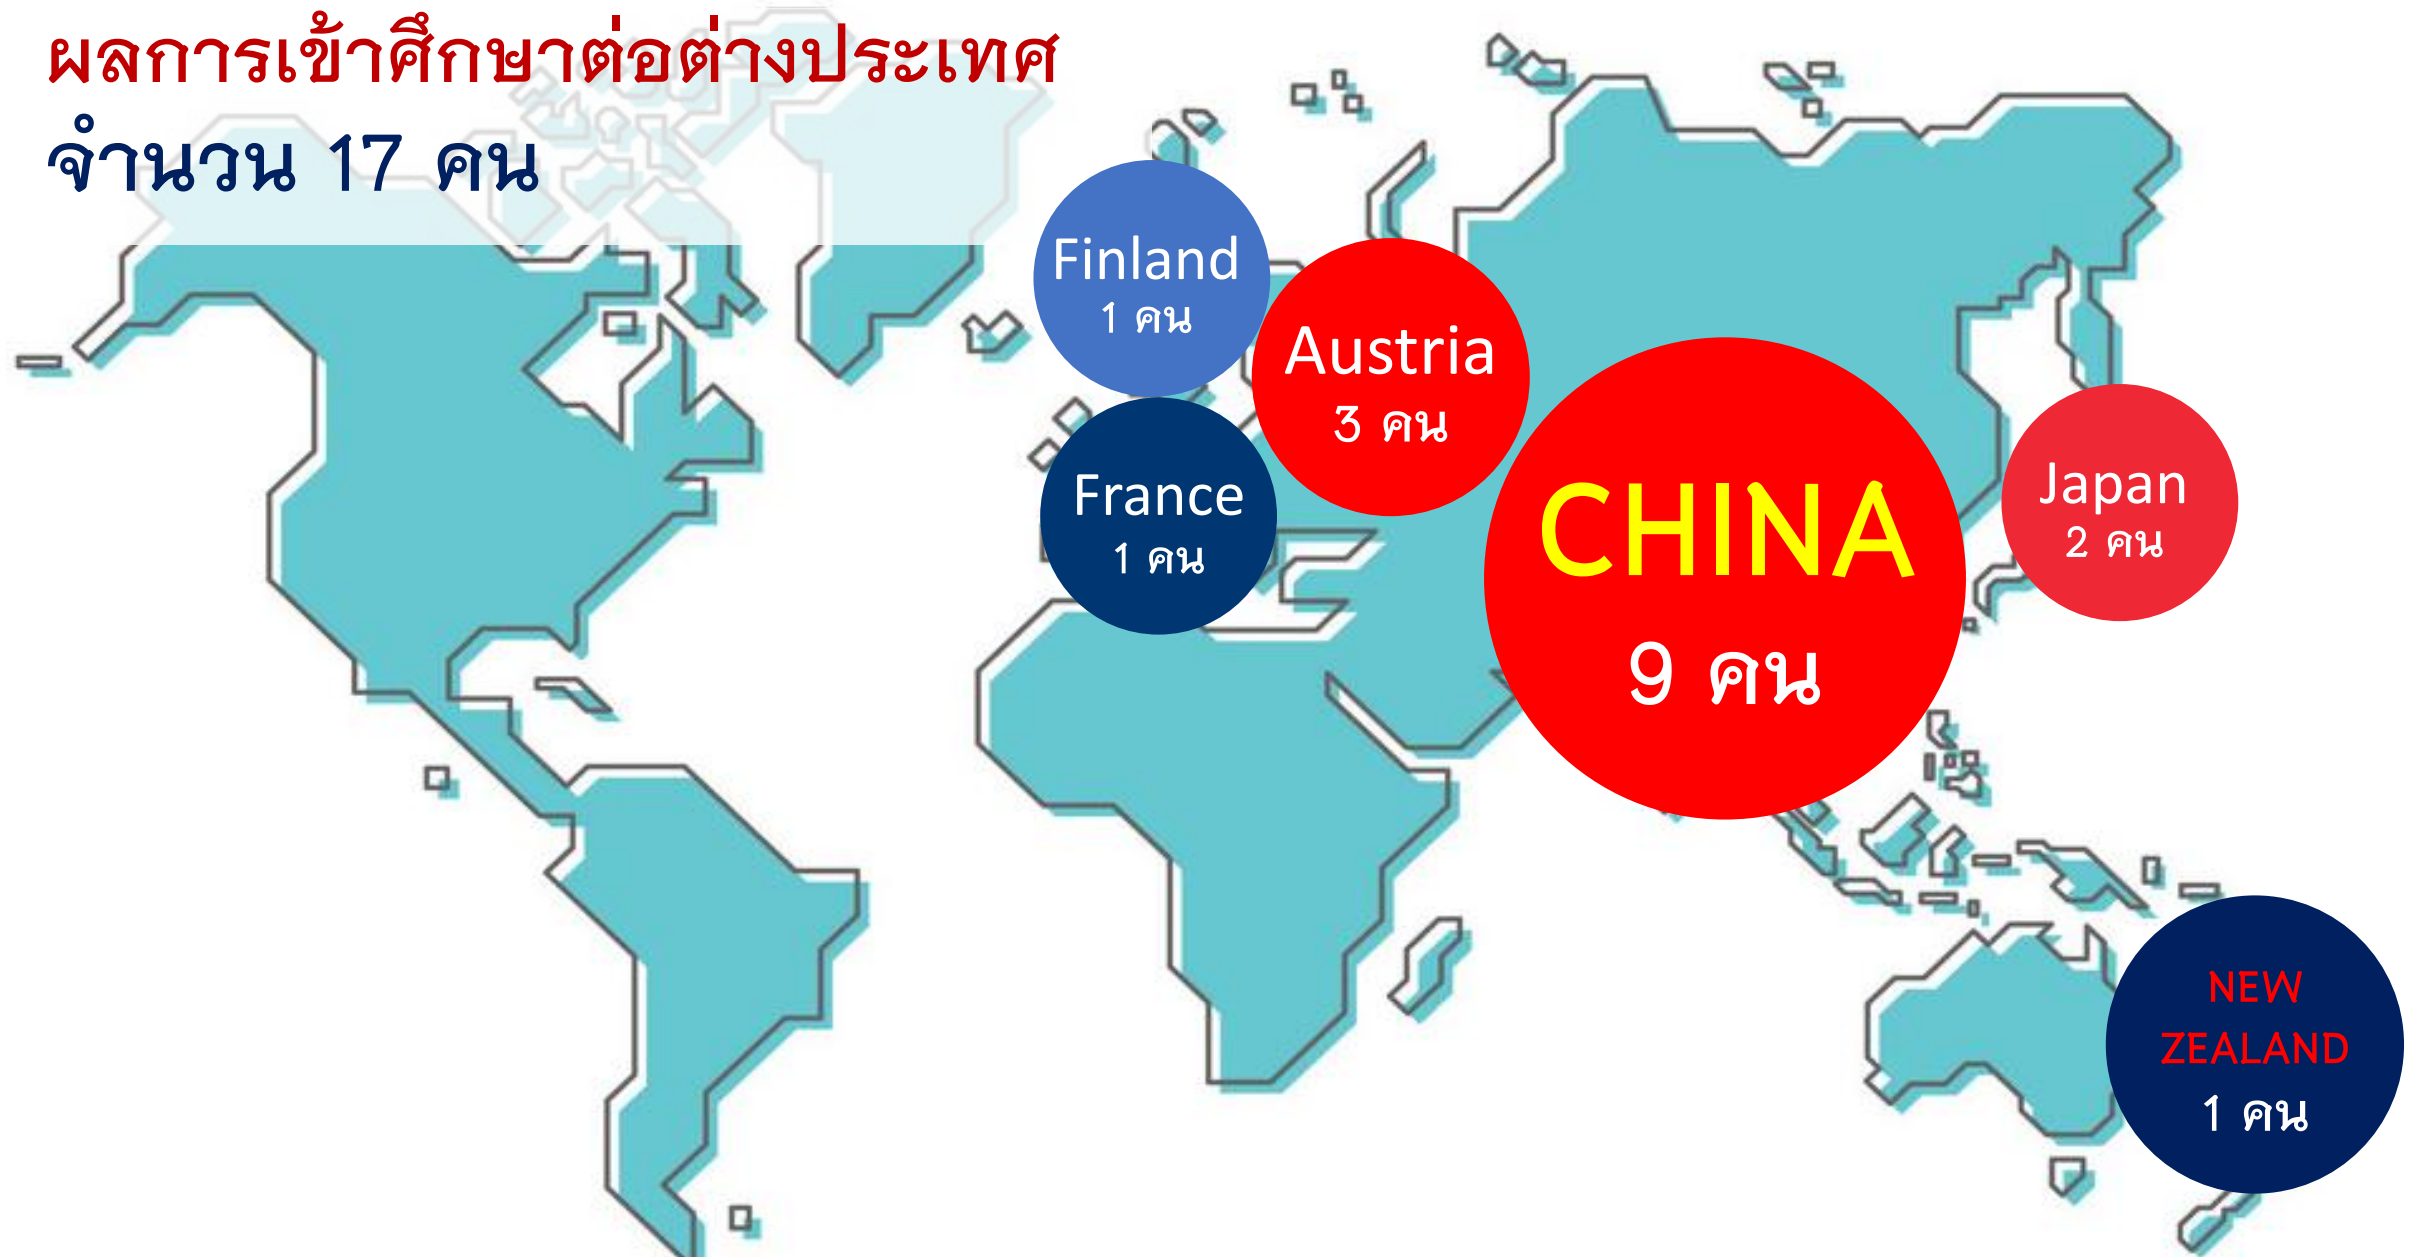 ผลการเข้าศึกษาต่อต่างประเทศ
จำนวน 17 คน
Finland
1 คน
Austria
3 คน
France
1 คน
CHINA
9 คน
Japan
2 คน
NEW
ZEALAND
1 คน